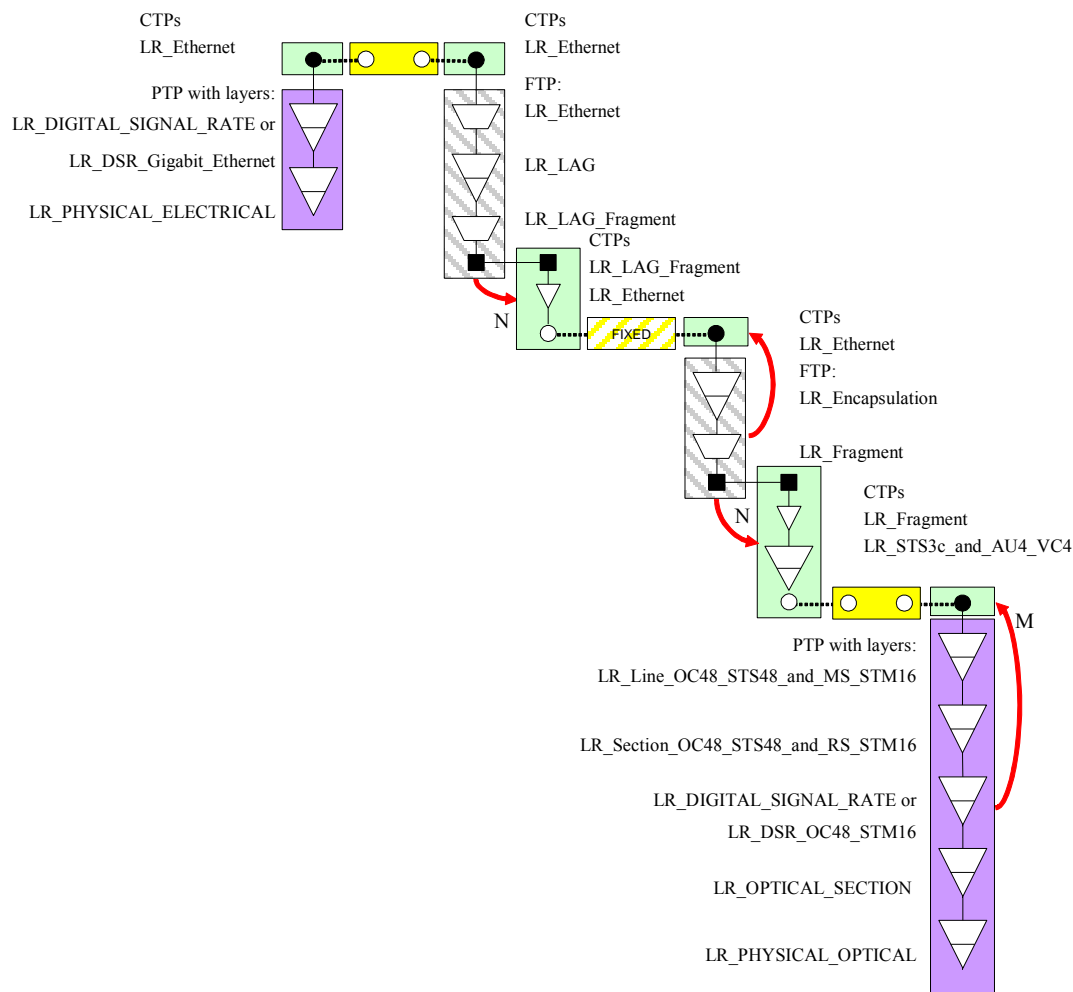 CTPs
LR_Ethernet
CTPs
LR_Ethernet
PTP with layers:
LR_DIGITAL_SIGNAL_RATE or
LR_DSR_Gigabit_Ethernet
LR_PHYSICAL_ELECTRICAL
FTP:
LR_Ethernet
LR_LAG
LR_LAG_Fragment
CTPs
LR_LAG_Fragment
LR_Ethernet
N
FIXED
CTPs
LR_Ethernet
FTP:
LR_Encapsulation
LR_Fragment
N
CTPs
LR_Fragment
LR_STS3c_and_AU4_VC4
M
PTP with layers:
LR_Line_OC48_STS48_and_MS_STM16
LR_Section_OC48_STS48_and_RS_STM16
LR_DIGITAL_SIGNAL_RATE or
LR_DSR_OC48_STM16
LR_OPTICAL_SECTION
LR_PHYSICAL_OPTICAL